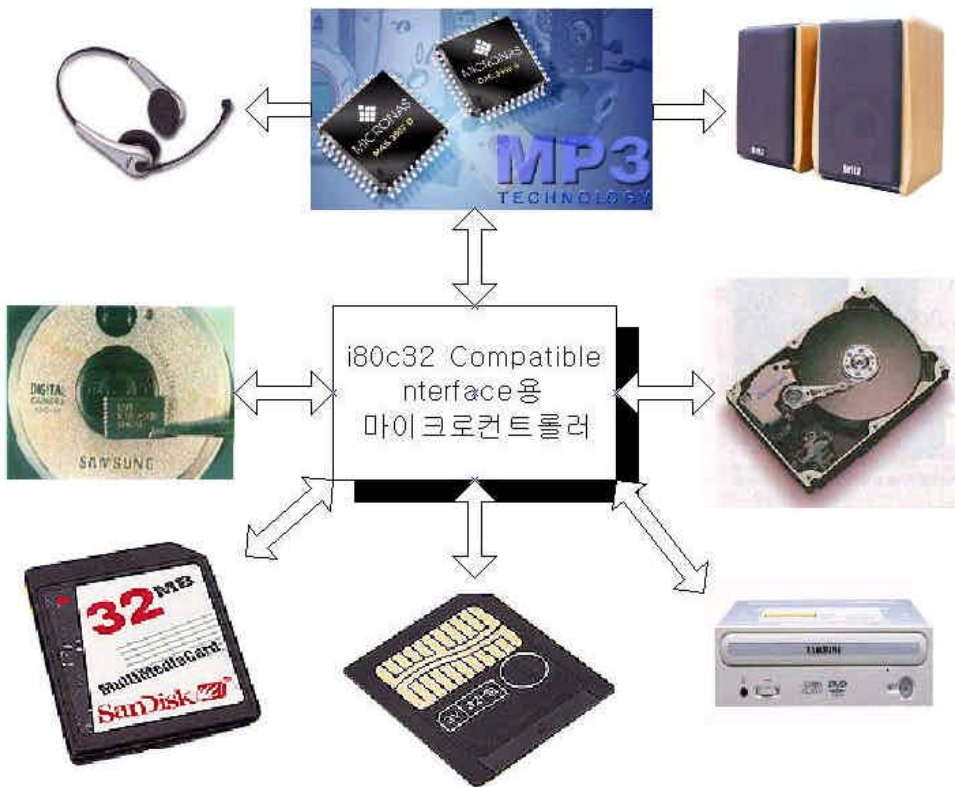 MICRONAS
MICRONAS
MP3
TECHNOLOGY
Britz
i80c32 Compatible
nterface용
마이크로컨트롤러
DIGITAL
SAMSUNG
32MB
MultiMediaCard
SanDisk
SAMSUNG